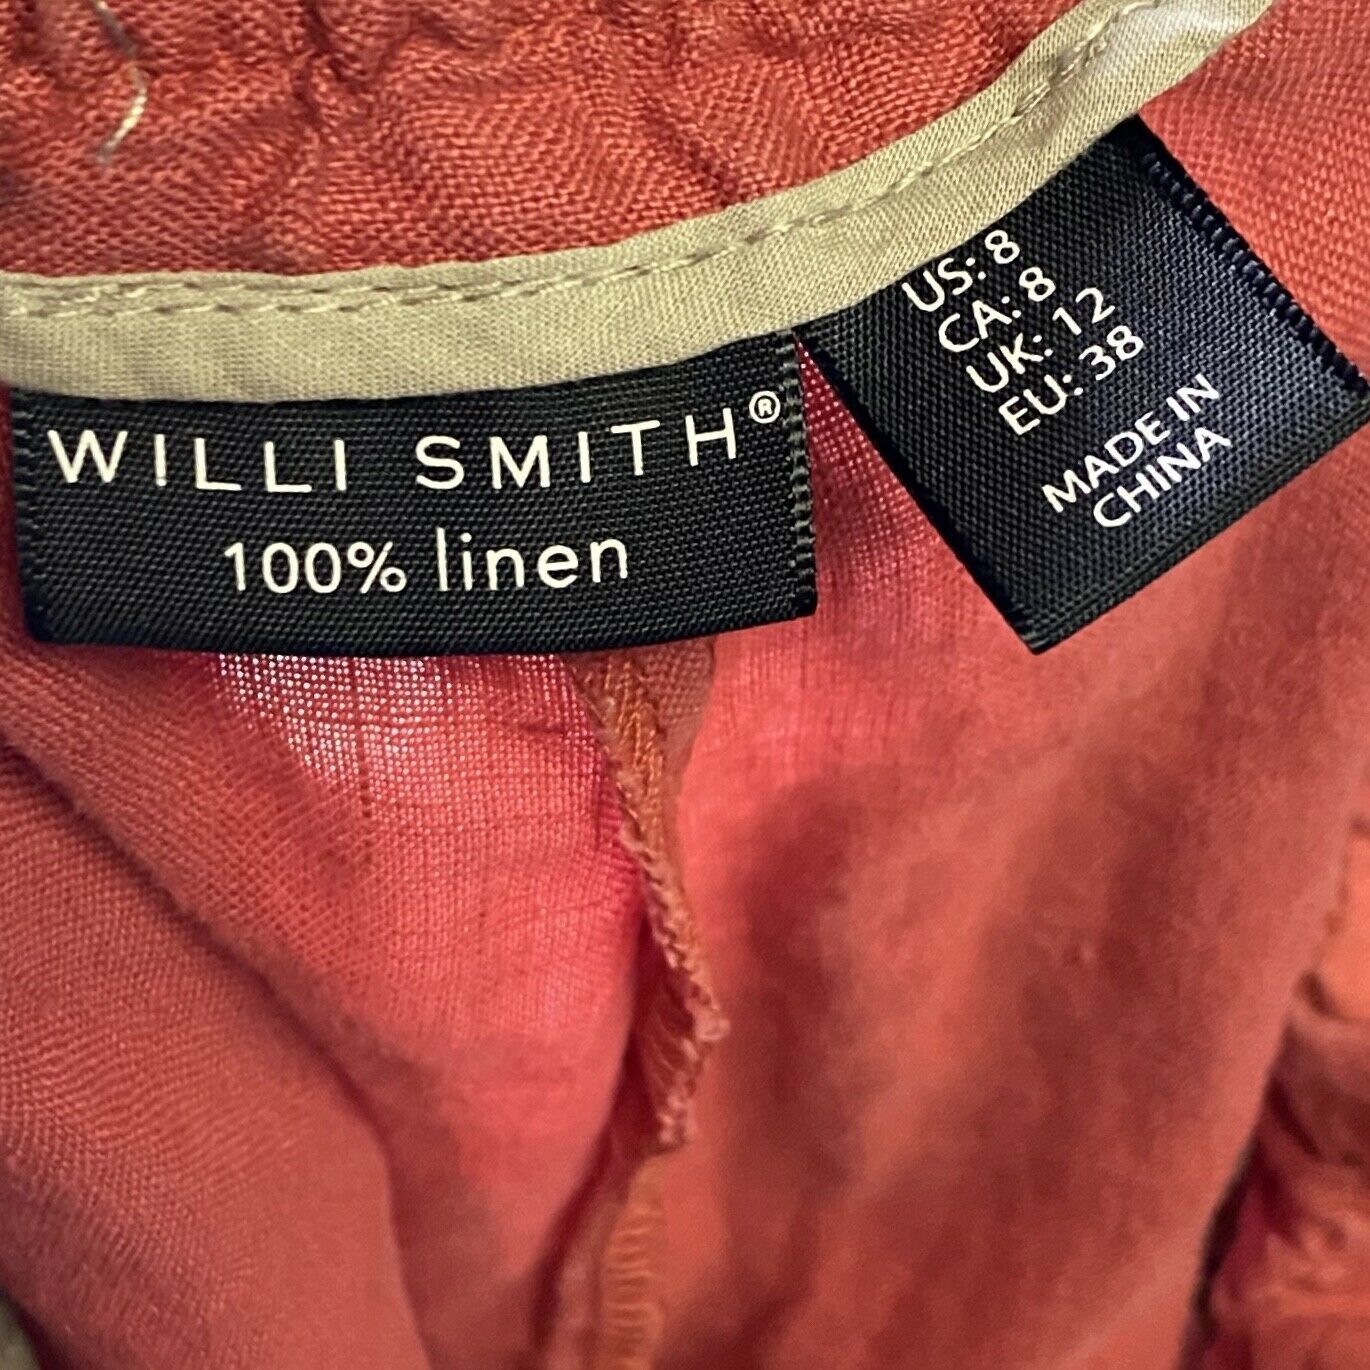 WILLI SMITH®
100% linen
US: 8
CA: 8
UK: 12
EU: 38
MADE IN
CHINA